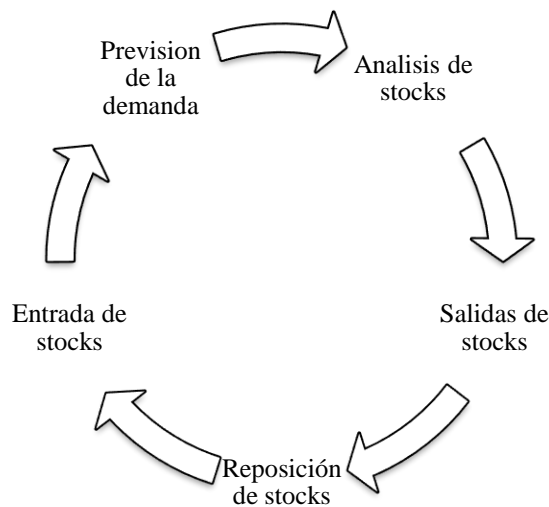 Prevision
de la
demanda
Analisis de
stocks
Salidas de
stocks
Reposición
de stocks
Entrada de
stocks